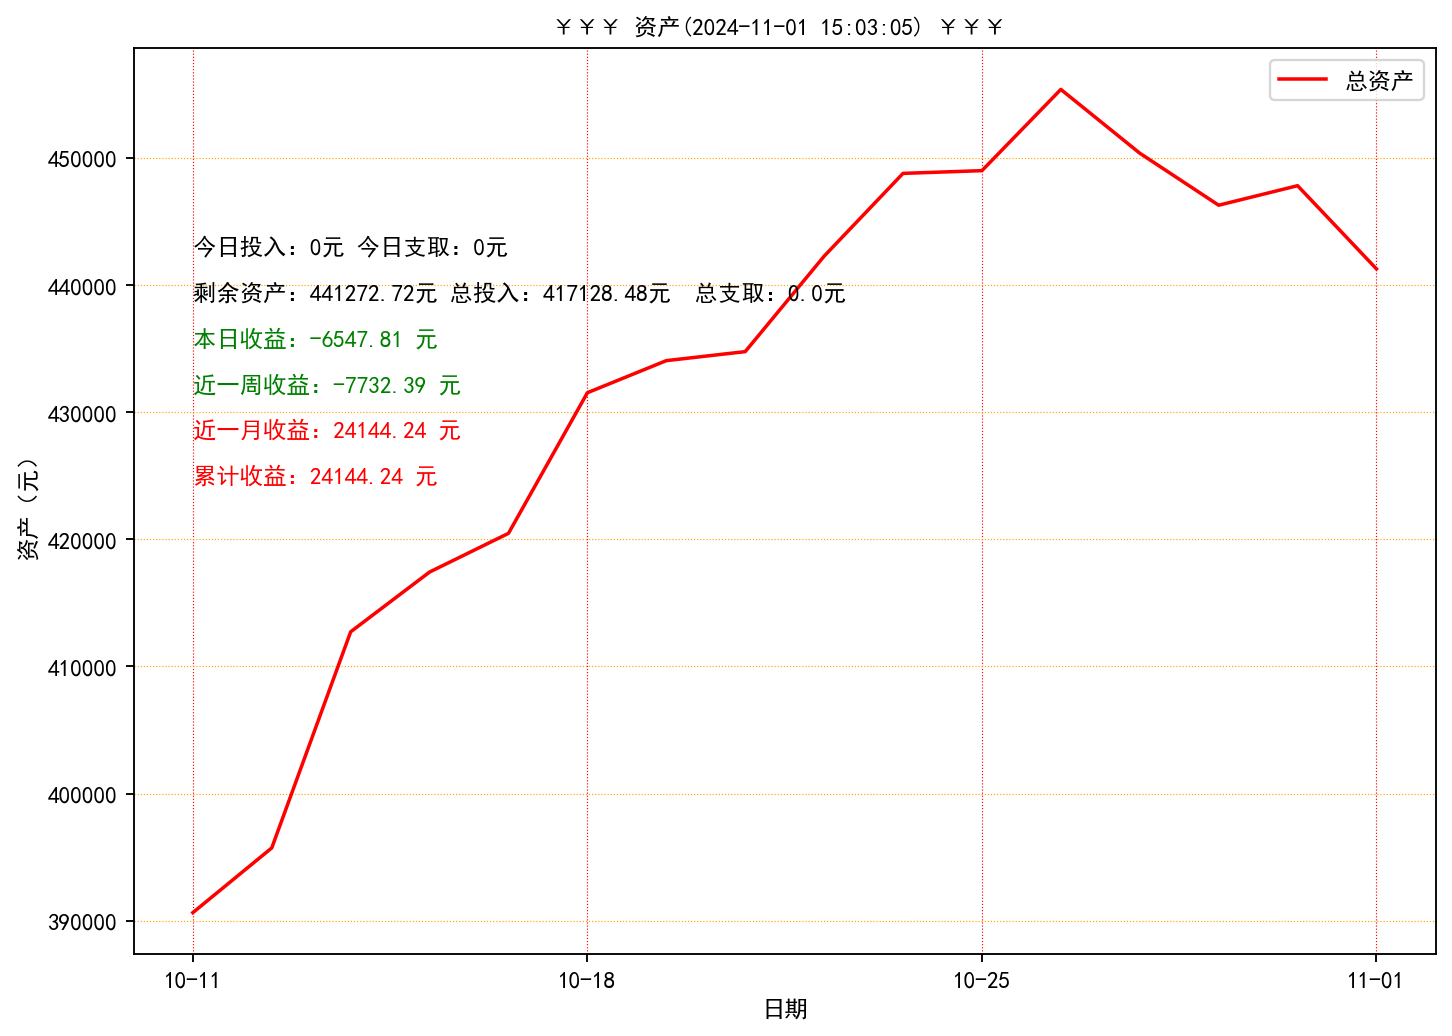 ￥￥￥ 资产(2024-11-01 15:03:05) ￥￥￥
总资产
450000
440000
430000
420000
410000
400000
390000
资产（元）
今日投入：0元 今日支取：0元
剩余资产：441272.72元 总投入：417128.48元  总支取：0.0元
本日收益：-6547.81 元
近一周收益：-7732.39 元
近一月收益：24144.24 元
累计收益：24144.24 元
10-11
10-18
10-25
11-01
日期